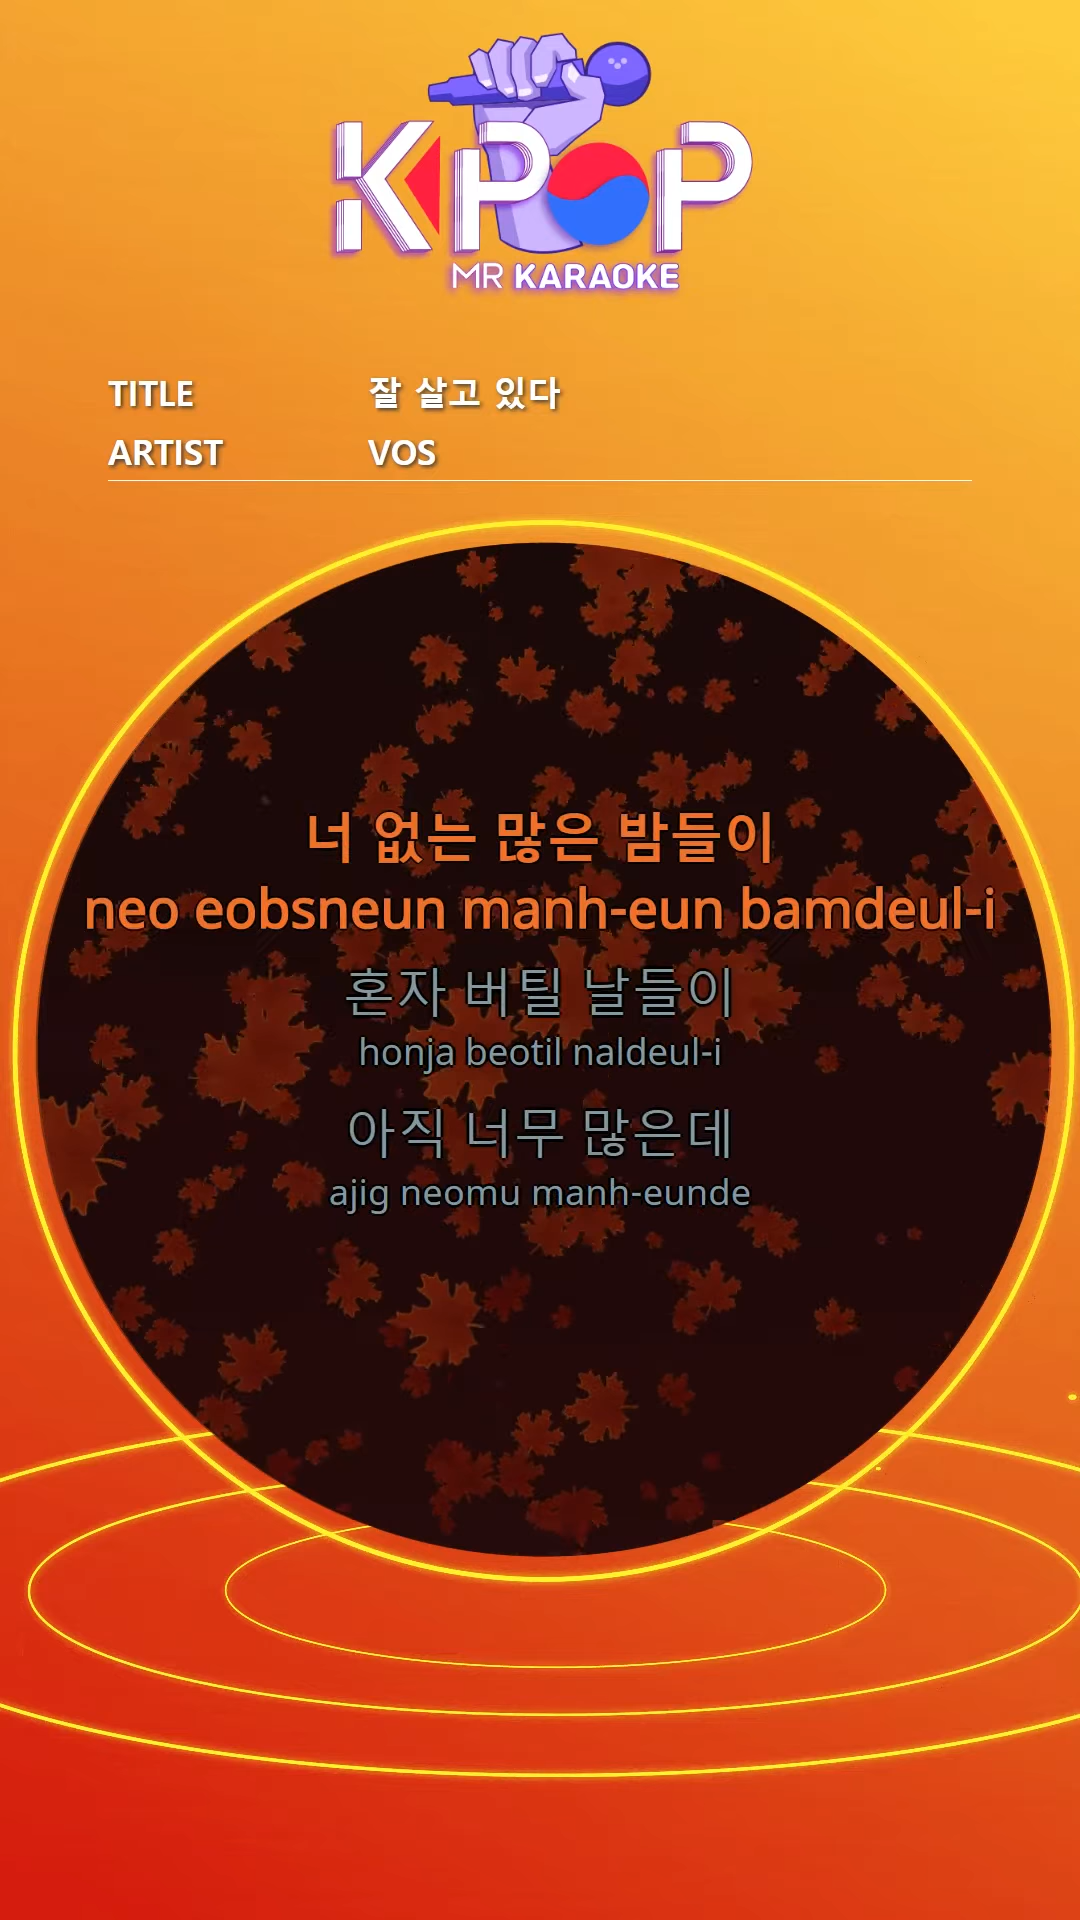 KPOP
MR KARAOKE
TITLE 잘 살고 있다
ARTIST VOS
너 없는 많은 밤들이
neo eobsneun manh-eun bamdeul-i
혼자 버틸 날들이
honja beotil naldeul-i
아직 너무 많은데
ajig neomu manh-eunde